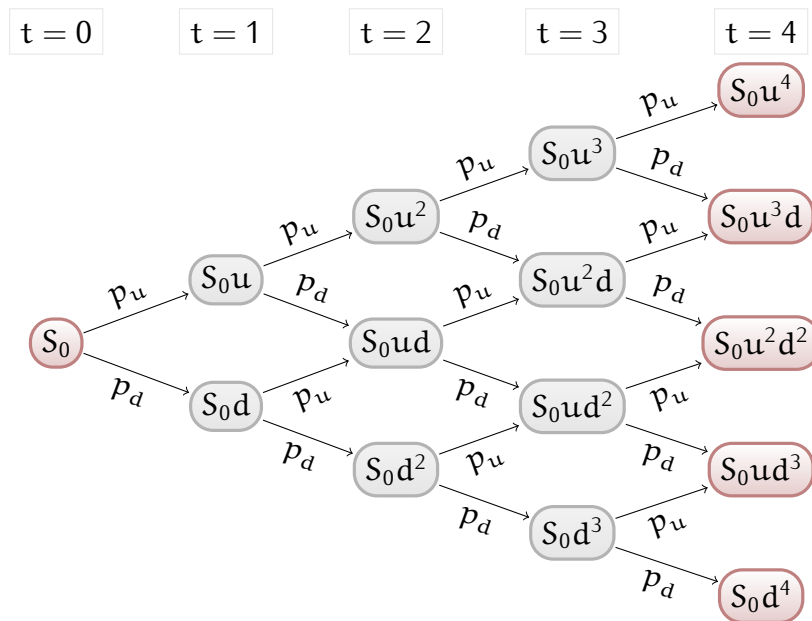 t = 0 t = 1 t = 2 t = 3 t = 4
S₀u⁴
p_u
S₀u³
p_u p_d
S₀u² S₀u³d
p_u p_d p_u
S₀u S₀u²d
p_u p_d p_u p_d
S₀ S₀ud S₀u²d²
p_d p_u p_d p_u
S₀d S₀ud²
p_d p_u p_d
S₀d² S₀ud³
p_d p_u
S₀d³
p_d
S₀d⁴